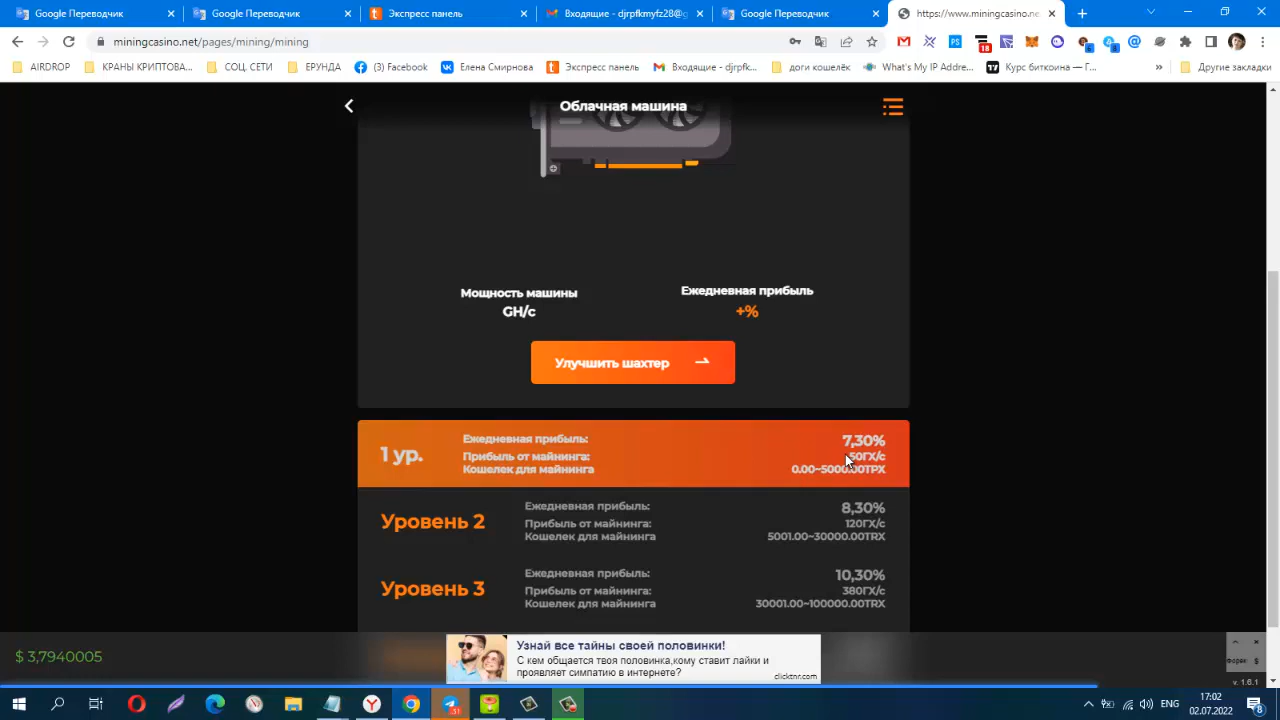 Google Переводчик
Google Переводчик
Экспресс панель
Входящие - djrpfkmyfz28@g
Google Переводчик
https://www.miningcasino.ne
miningcasino.net/pages/mining/mining
18
AIRDROP
КРАНЫ КРИПТОВА...
СОЦ. СЕТИ
ЕРУНДА
(3) Facebook
Елена Смирнова
Экспресс панель
Входящие - djrpfk...
доги кошелёк
What's My IP Addre...
Курс биткоина — Г...
»
Другие закладки
Облачная машина
Мощность машины
Ежедневная прибыль
GH/с
+%
Улучшить шахтер
1 ур.
Ежедневная прибыль:
7,30%
Прибыль от майнинга:
50ГХ/с
Кошелек для майнинга
0.00~5000.00TPX
Уровень 2
Ежедневная прибыль:
8,30%
Прибыль от майнинга:
120ГХ/с
Кошелек для майнинга
5001.00~30000.00TRX
Уровень 3
Ежедневная прибыль:
10,30%
Прибыль от майнинга:
380ГХ/с
Кошелек для майнинга
30001.00~100000.00TRX
$ 3,7940005
Узнай все тайны своей половинки!
С кем общается твоя половинка,кому ставит лайки и
проявляет симпатию в интернете?
clicktnr.com
v. 1.6.1
ENG
17:02
02.07.2022